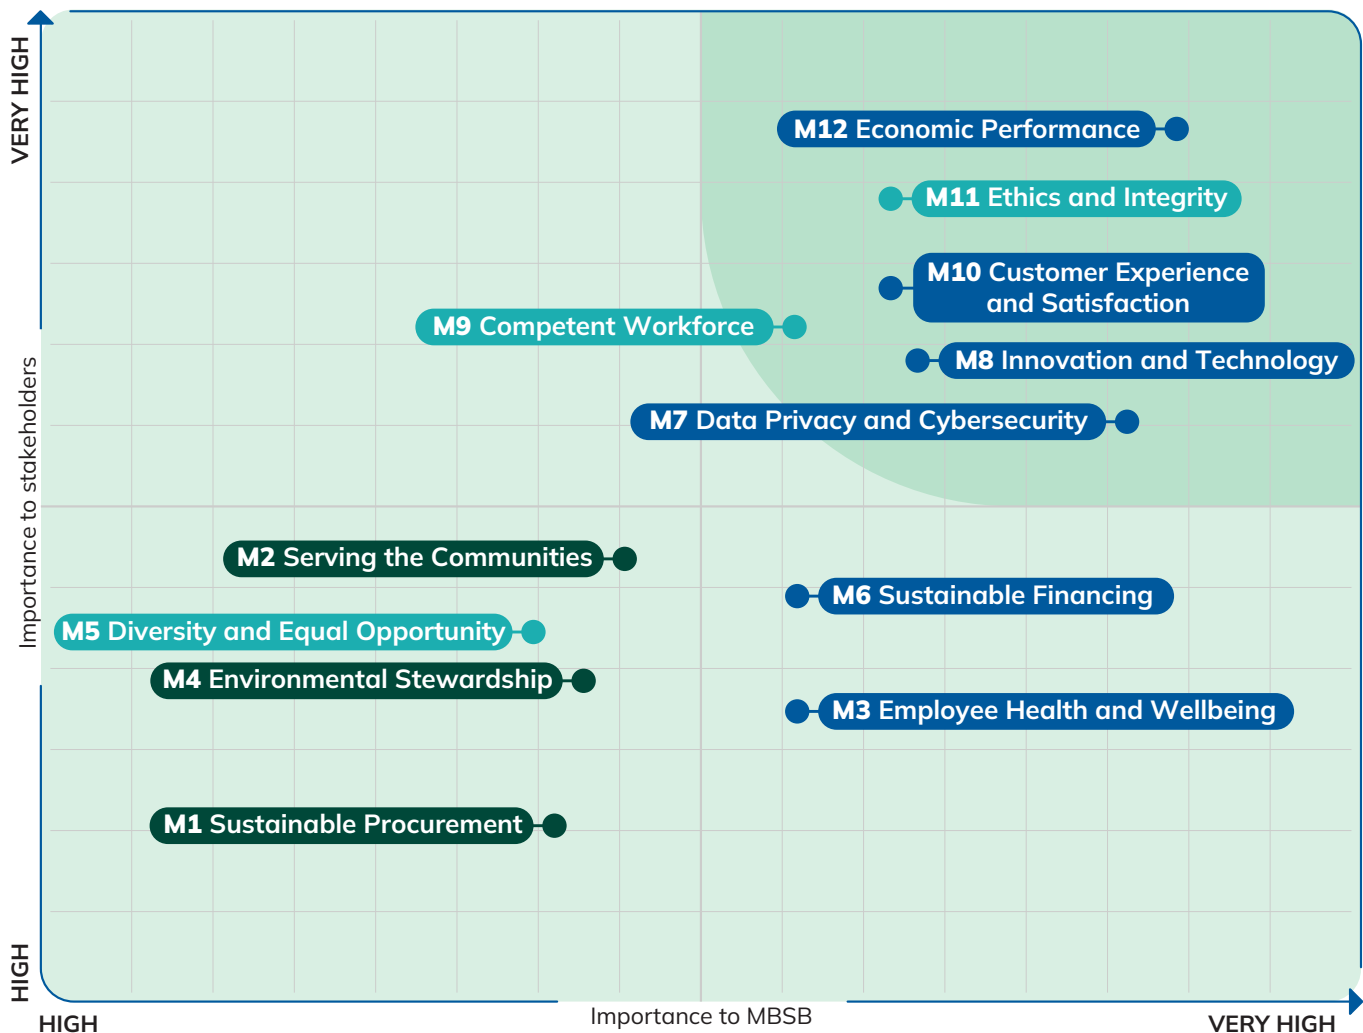 VERY HIGH
M12 Economic Performance
M11 Ethics and Integrity
M10 Customer Experience
and Satisfaction
M9 Competent Workforce
M8 Innovation and Technology
M7 Data Privacy and Cybersecurity
Importance to stakeholders
M2 Serving the Communities
M6 Sustainable Financing
M5 Diversity and Equal Opportunity
M4 Environmental Stewardship
M3 Employee Health and Wellbeing
M1 Sustainable Procurement
HIGH
HIGH
Importance to MBSB
VERY HIGH